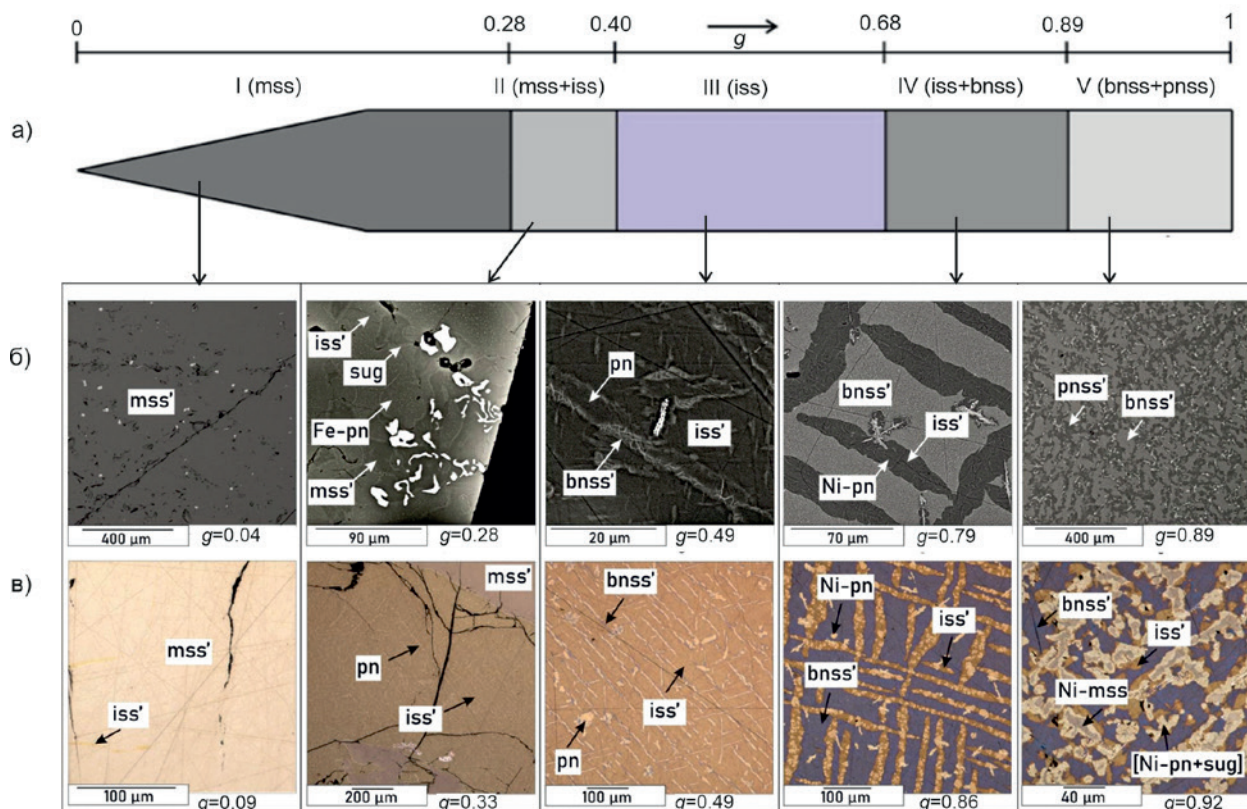 0 0.28 0.40 0.68 0.89 1
g
I (mss) II (mss+iss) III (iss) IV (iss+bnss) V (bnss+pnss)
а)
б)
mss'
400 µm
g=0.04
iss'
sug
Fe-pn
mss'
90 µm
g=0.28
pn
iss'
bnss'
20 µm
g=0.49
bnss'
iss'
Ni-pn
70 µm
g=0.79
pnss'
bnss'
400 µm
g=0.89
в)
mss'
iss'
100 µm
g=0.09
mss'
pn
iss'
200 µm
g=0.33
bnss'
iss'
pn
100 µm
g=0.49
Ni-pn
iss'
bnss'
100 µm
g=0.86
bnss'
iss'
Ni-mss
[Ni-pn+sug]
40 µm
g=0.92